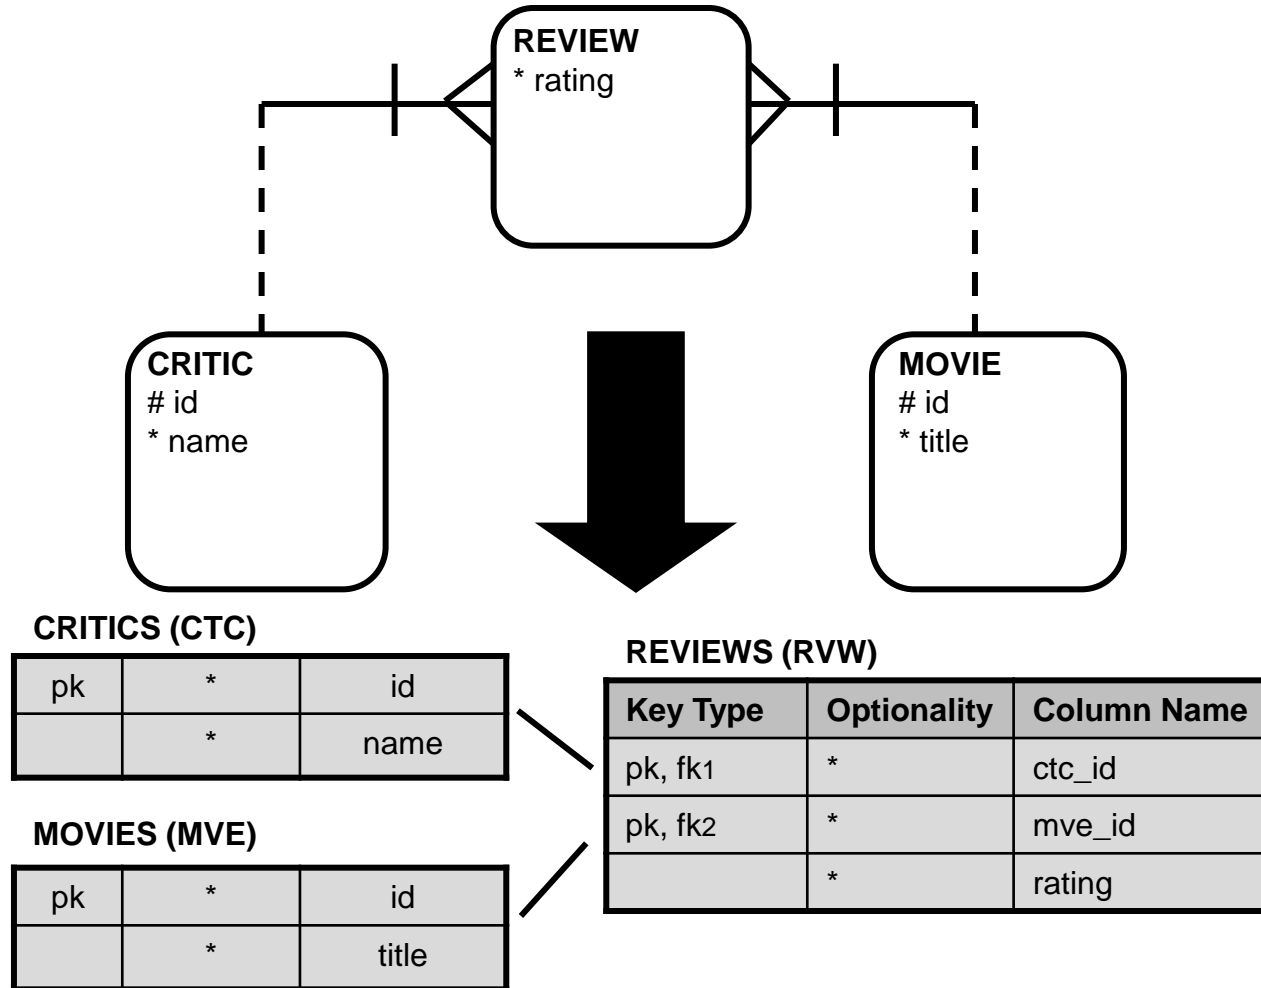 REVIEW
* rating
CRITIC
# id
* name
MOVIE
# id
* title
CRITICS (CTC)
pk * id
* name
MOVIES (MVE)
pk * id
* title
REVIEWS (RVW)
Key Type Optionality Column Name
pk, fk1 * ctc_id
pk, fk2 * mve_id
* rating